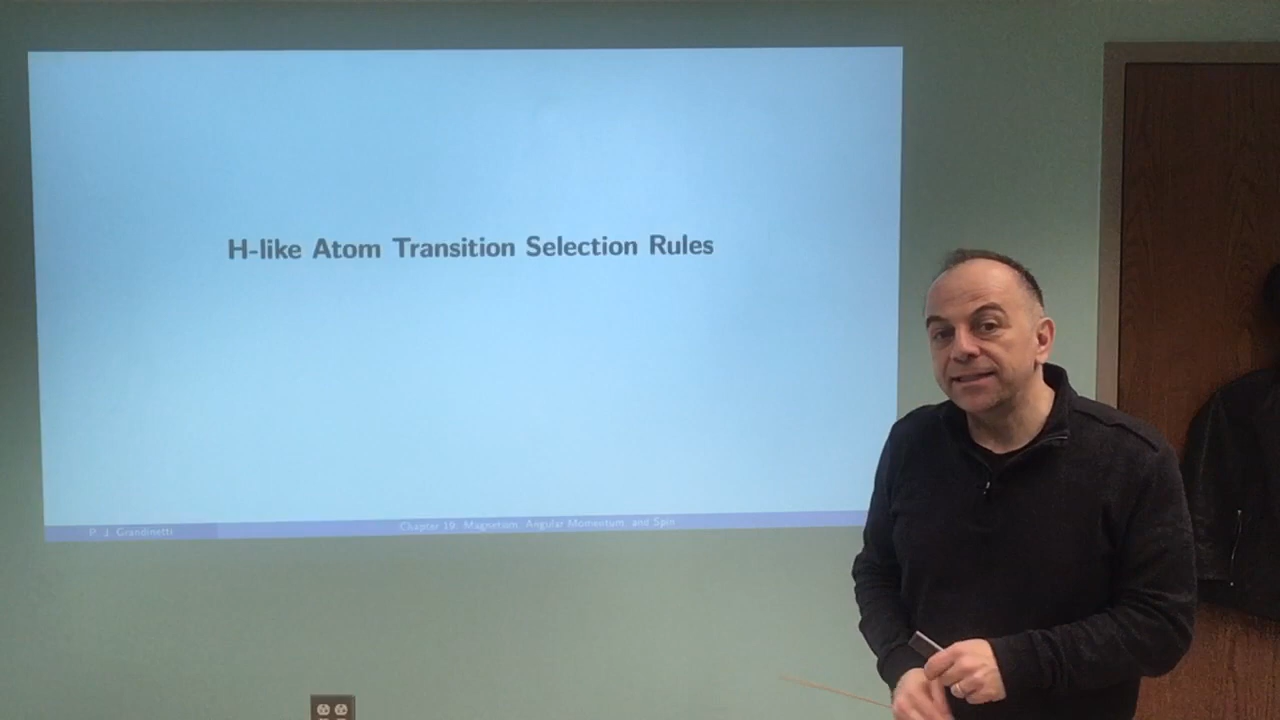 H-like Atom Transition Selection Rules
P. J. Grandinetti
Chapter 19: Magnetism, Angular Momentum, and Spin